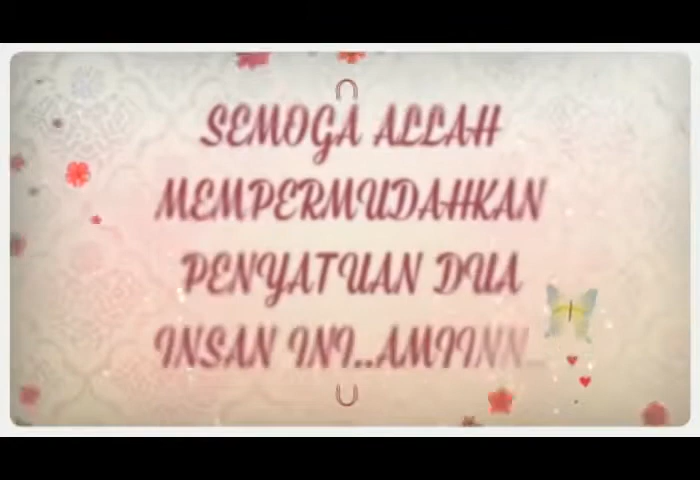 SEMOGA ALLAH
MEMPERMUDAHKAN
PENYATUAN DUA
INSAN INI..AMIINN..